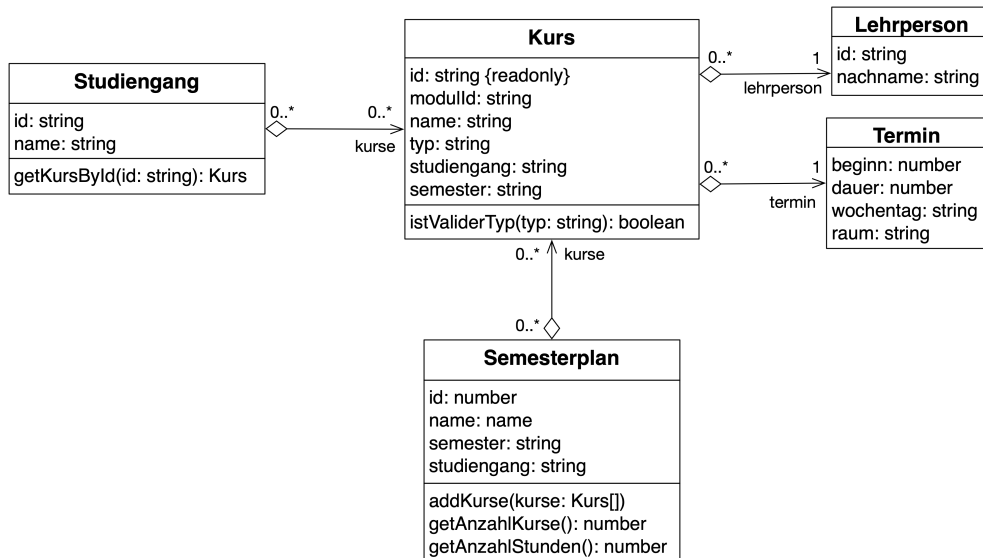 Studiengang
id: string
name: string
getKursById(id: string): Kurs
0..*
0..*
kurse
Kurs
id: string {readonly}
modulId: string
name: string
typ: string
studiengang: string
semester: string
istValiderTyp(typ: string): boolean
0..*
1
lehrperson
Lehrperson
id: string
nachname: string
0..*
1
termin
Termin
beginn: number
dauer: number
wochentag: string
raum: string
0..*
kurse
0..*
Semesterplan
id: number
name: name
semester: string
studiengang: string
addKurse(kurse: Kurs[])
getAnzahlKurse(): number
getAnzahlStunden(): number